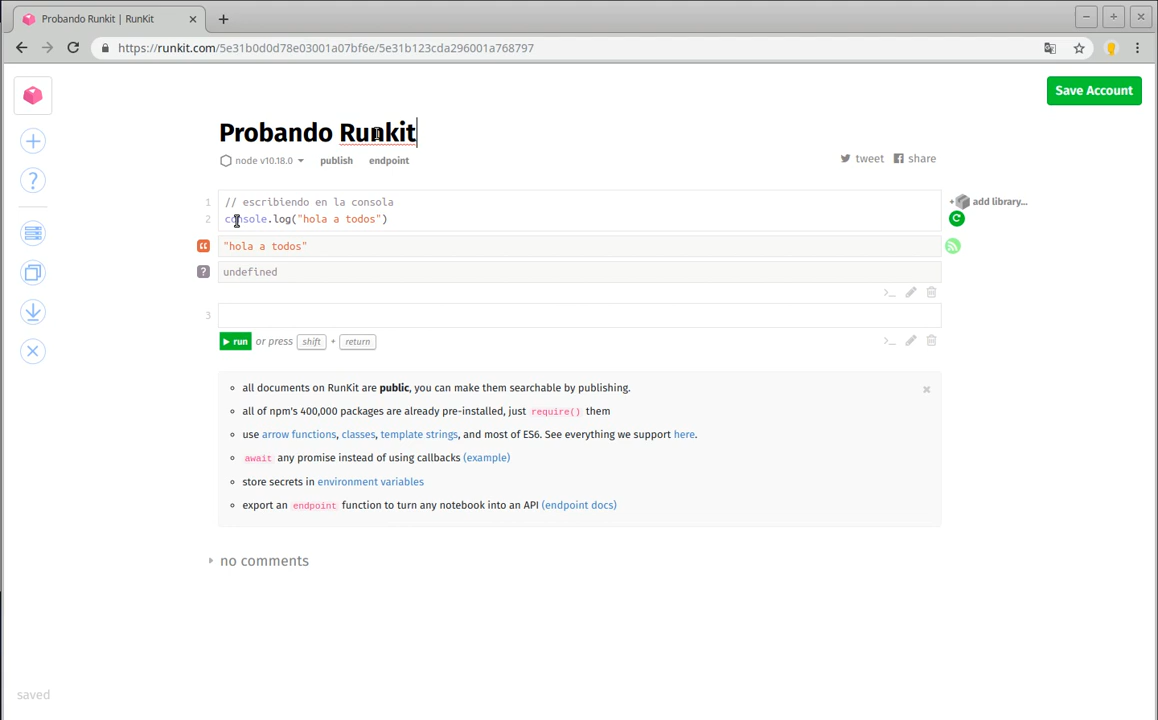 Probando Runkit | RunKit
https://runkit.com/5e31b0d0d78e03001a07bf6e/5e31b123cda296001a768797
Save Account
Probando Runkit
node v10.18.0 publish endpoint
tweet share
1 // escribiendo en la consola
2 console.log("hola a todos")
+ add library...
"hola a todos"
? undefined
>_
3
run or press shift + return
>_
all documents on RunKit are public, you can make them searchable by publishing.
all of npm's 400,000 packages are already pre-installed, just require() them
use arrow functions, classes, template strings, and most of ES6. See everything we support here.
await any promise instead of using callbacks (example)
store secrets in environment variables
export an endpoint function to turn any notebook into an API (endpoint docs)
no comments
saved